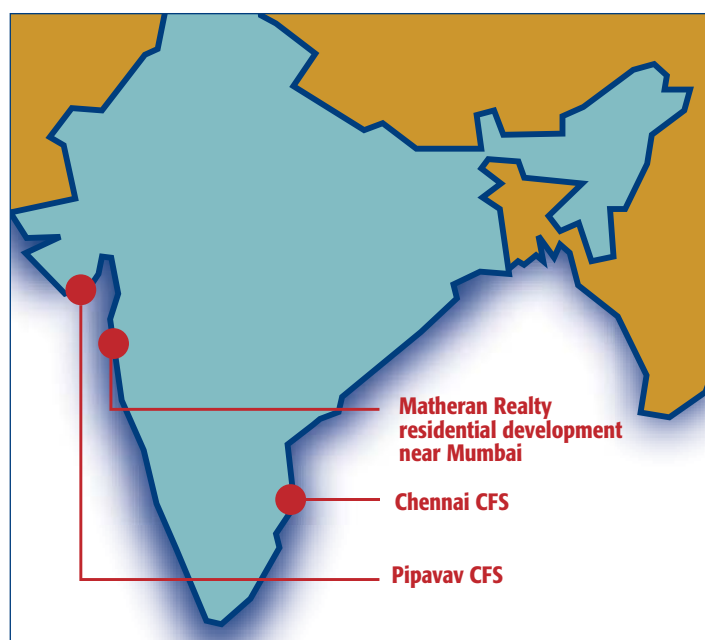 Matheran Realty
residential development
near Mumbai
Chennai CFS
Pipavav CFS